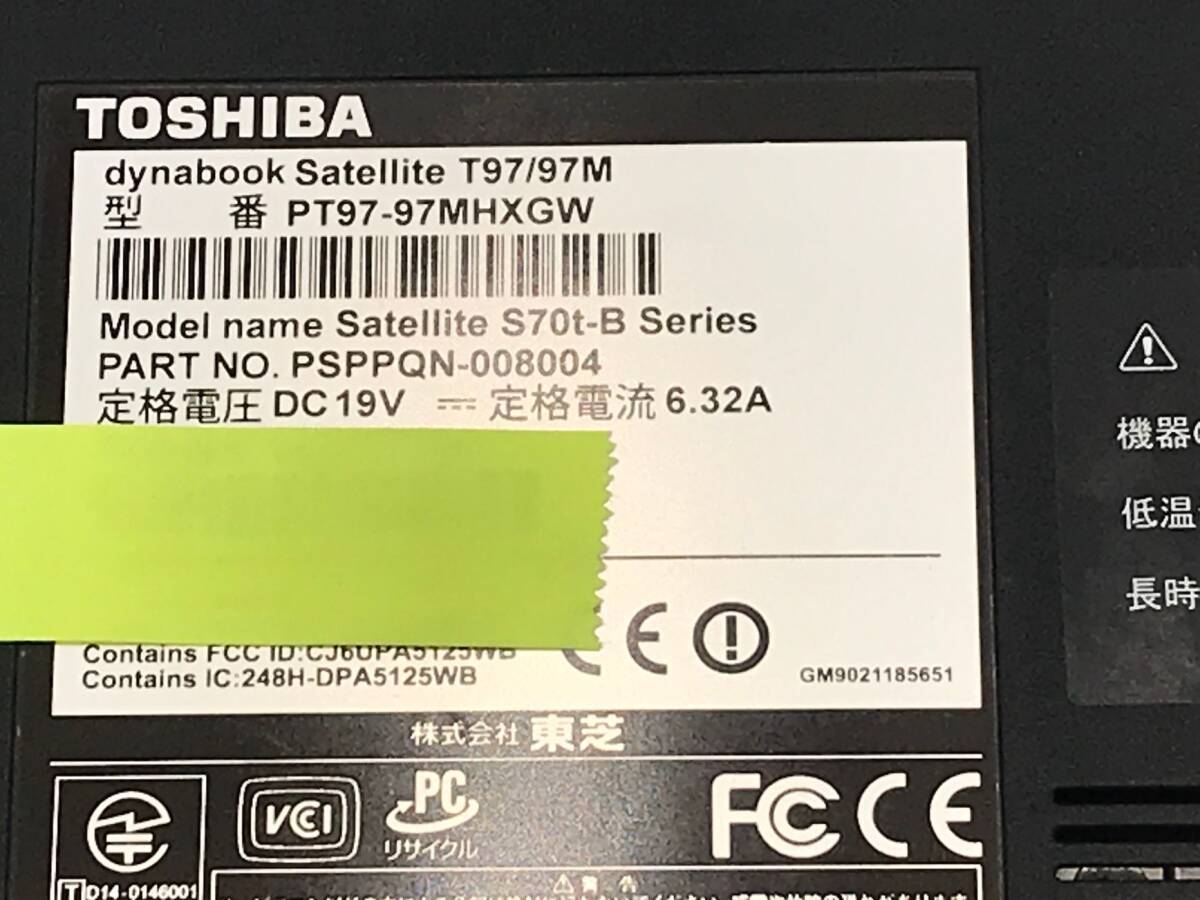 TOSHIBA
dynabook Satellite T97/97M
型 番 PT97-97MHXGW
Model name Satellite S70t-B Series
PART NO. PSPPQN-008004
定格電圧 DC19V ⎓ 定格電流 6.32A
Contains FCC ID:CJ6UPA5125WB
Contains IC:248H-DPA5125WB
CE
GM9021185651
株式会社 東芝
VCI
PC
リサイクル
FC CE
T D14-0146001
警告
機器の
低温
長時